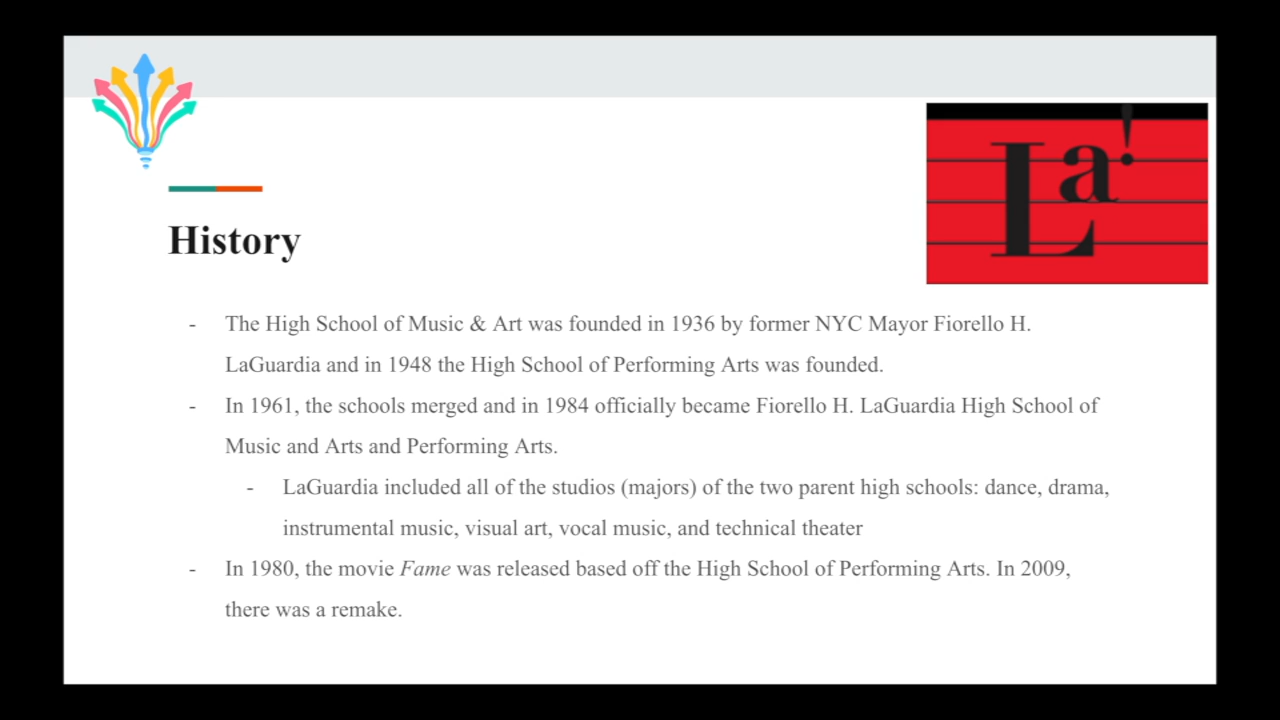 La!
History
- The High School of Music & Art was founded in 1936 by former NYC Mayor Fiorello H.
LaGuardia and in 1948 the High School of Performing Arts was founded.
- In 1961, the schools merged and in 1984 officially became Fiorello H. LaGuardia High School of
Music and Arts and Performing Arts.
- LaGuardia included all of the studios (majors) of the two parent high schools: dance, drama,
instrumental music, visual art, vocal music, and technical theater
- In 1980, the movie Fame was released based off the High School of Performing Arts. In 2009,
there was a remake.